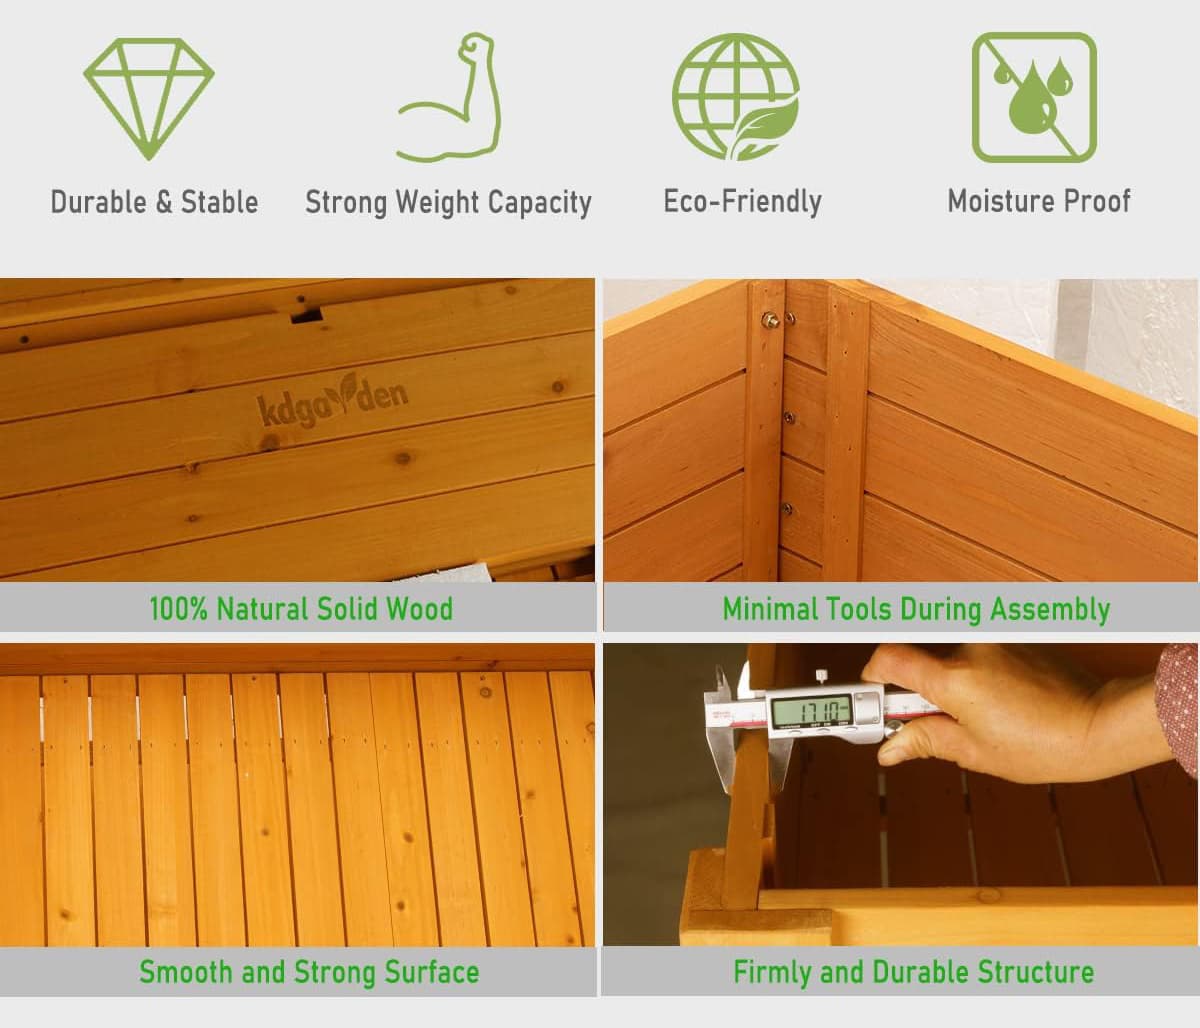 Durable & Stable
Strong Weight Capacity
Eco-Friendly
Moisture Proof
kdgarden
100% Natural Solid Wood
Minimal Tools During Assembly
17.10
Smooth and Strong Surface
Firmly and Durable Structure